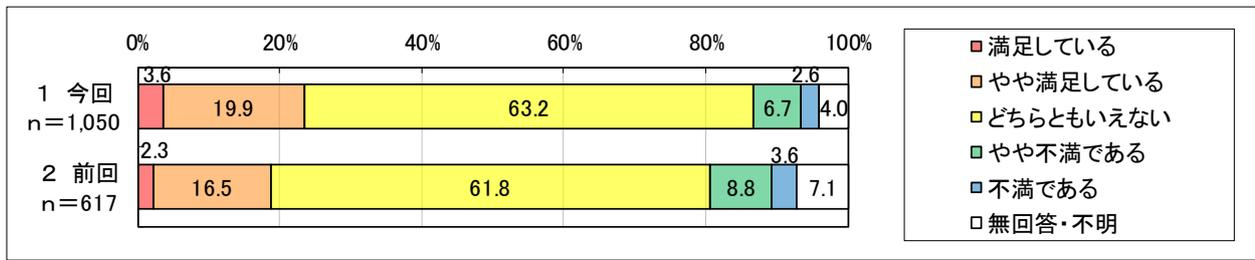 0% 20% 40% 60% 80% 100%
1 今回
n=1,050
3.6 19.9 63.2 6.7 2.6 4.0
2 前回
n=617
2.3 16.5 61.8 8.8 3.6 7.1
満足している
やや満足している
どちらともいえない
やや不満である
不満である
無回答・不明